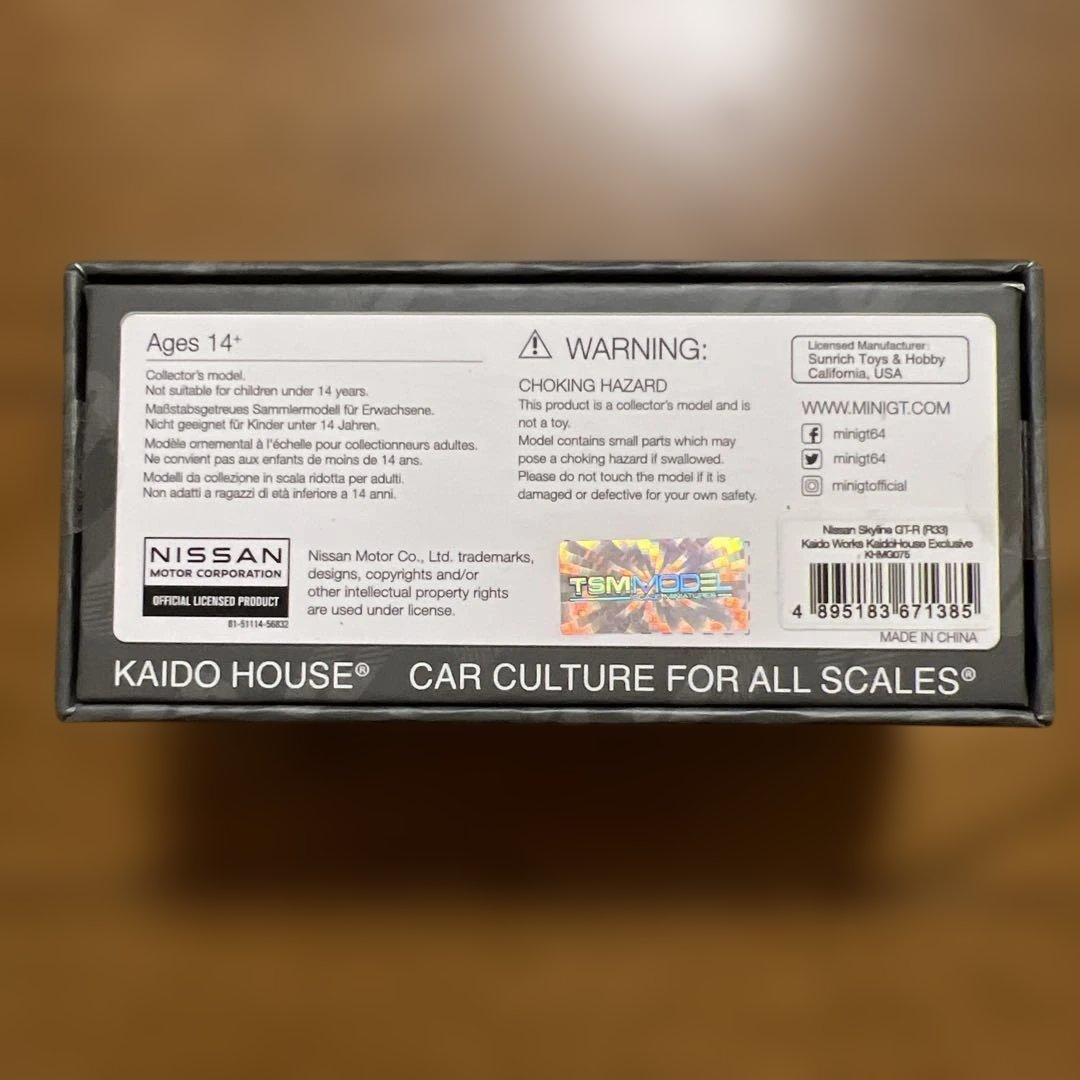 Ages 14+
Collector's model.
Not suitable for children under 14 years.
Maßstabsgetreues Sammlermodell für Erwachsene.
Nicht geeignet für Kinder unter 14 Jahren.
Modèle ornemental à l'échelle pour collectionneurs adultes.
Ne convient pas aux enfants de moins de 14 ans.
Modelli da collezione in scala ridotta per adulti.
Non adatti a ragazzi di età inferiore a 14 anni.
WARNING:
CHOKING HAZARD
This product is a collector's model and is
not a toy.
Model contains small parts which may
pose a choking hazard if swallowed.
Please do not touch the model if it is
damaged or defective for your own safety.
Licensed Manufacturer:
Sunrich Toys & Hobby
California, USA
WWW.MINIGT.COM
minigt64
minigt64
minigtofficial
NISSAN
MOTOR CORPORATION
OFFICIAL LICENSED PRODUCT
01-51114-56832
Nissan Motor Co., Ltd. trademarks,
designs, copyrights and/or
other intellectual property rights
are used under license.
TSMMODEL
MINIATURES
Nissan Skyline GT-R (R33)
Kaido Works KaidoHouse Exclusive
KHMG075
4 895183 671385
MADE IN CHINA
KAIDO HOUSE® CAR CULTURE FOR ALL SCALES®